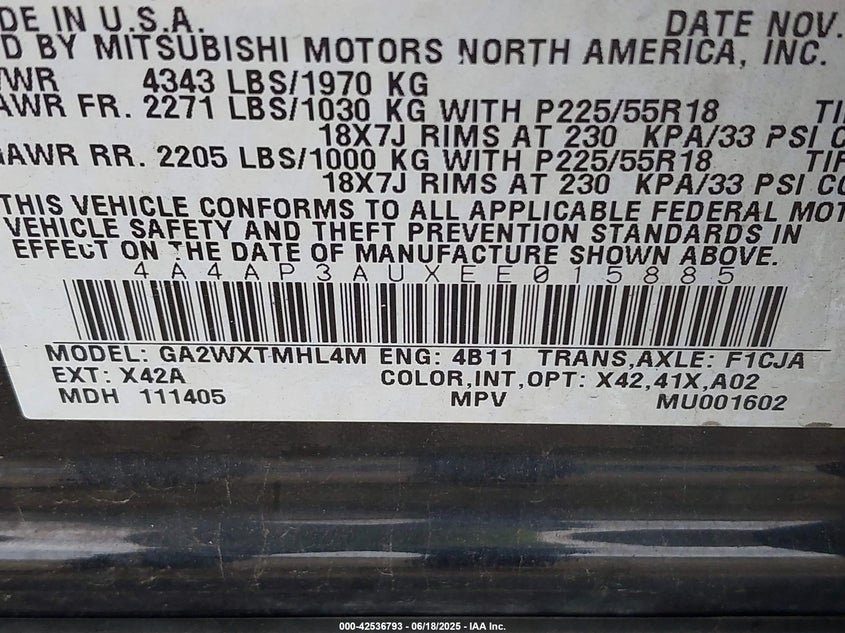 DE IN U.S.A. DATE NOV.
D BY MITSUBISHI MOTORS NORTH AMERICA, INC.
VWR 4343 LBS/1970 KG
AWR FR. 2271 LBS/1030 KG WITH P225/55R18 TIR
18X7J RIMS AT 230 KPA/33 PSI C
GAWR RR. 2205 LBS/1000 KG WITH P225/55R18 TIR
18X7J RIMS AT 230 KPA/33 PSI CO
THIS VEHICLE CONFORMS TO ALL APPLICABLE FEDERAL MOT
VEHICLE SAFETY AND THEFT PREVENTION STANDARDS IN
EFFECT ON THE DATE OF MANUFACTURE SHOWN ABOVE.
4A4AP3AUXEE015885
MODEL: GA2WXTMHL4M ENG: 4B11 TRANS,AXLE: F1CJA
EXT: X42A COLOR,INT,OPT: X42,41X,A02
MDH 111405 MPV MU001602
000-42536793 - 06/18/2025 - IAA Inc.